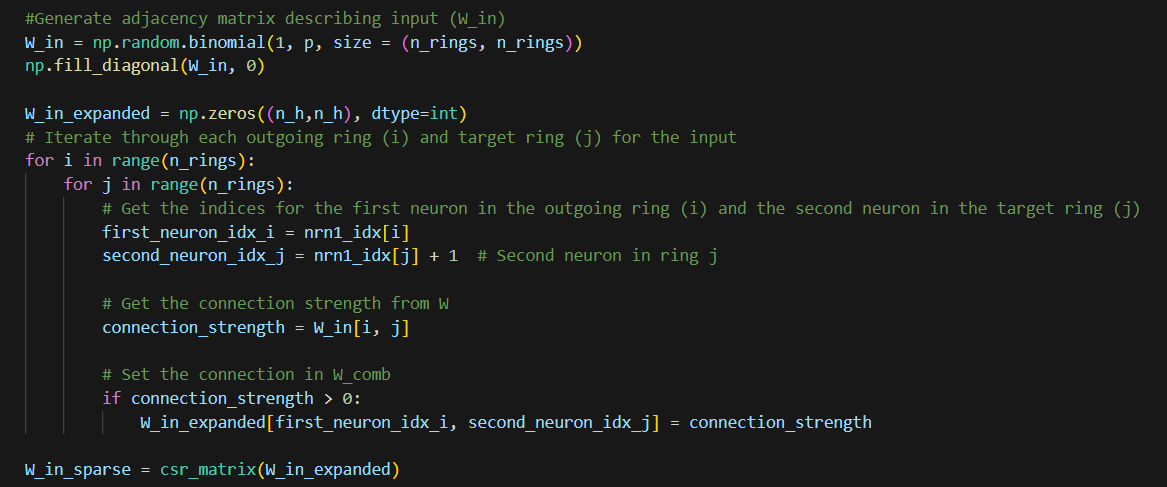 #Generate adjacency matrix describing input (W_in)
W_in = np.random.binomial(1, p, size = (n_rings, n_rings))
np.fill_diagonal(W_in, 0)
W_in_expanded = np.zeros((n_h,n_h), dtype=int)
# Iterate through each outgoing ring (i) and target ring (j) for the input
for i in range(n_rings):
for j in range(n_rings):
# Get the indices for the first neuron in the outgoing ring (i) and the second neuron in the target ring (j)
first_neuron_idx_i = nrn1_idx[i]
second_neuron_idx_j = nrn1_idx[j] + 1  # Second neuron in ring j
# Get the connection strength from W
connection_strength = W_in[i, j]
# Set the connection in W_comb
if connection_strength > 0:
W_in_expanded[first_neuron_idx_i, second_neuron_idx_j] = connection_strength
W_in_sparse = csr_matrix(W_in_expanded)